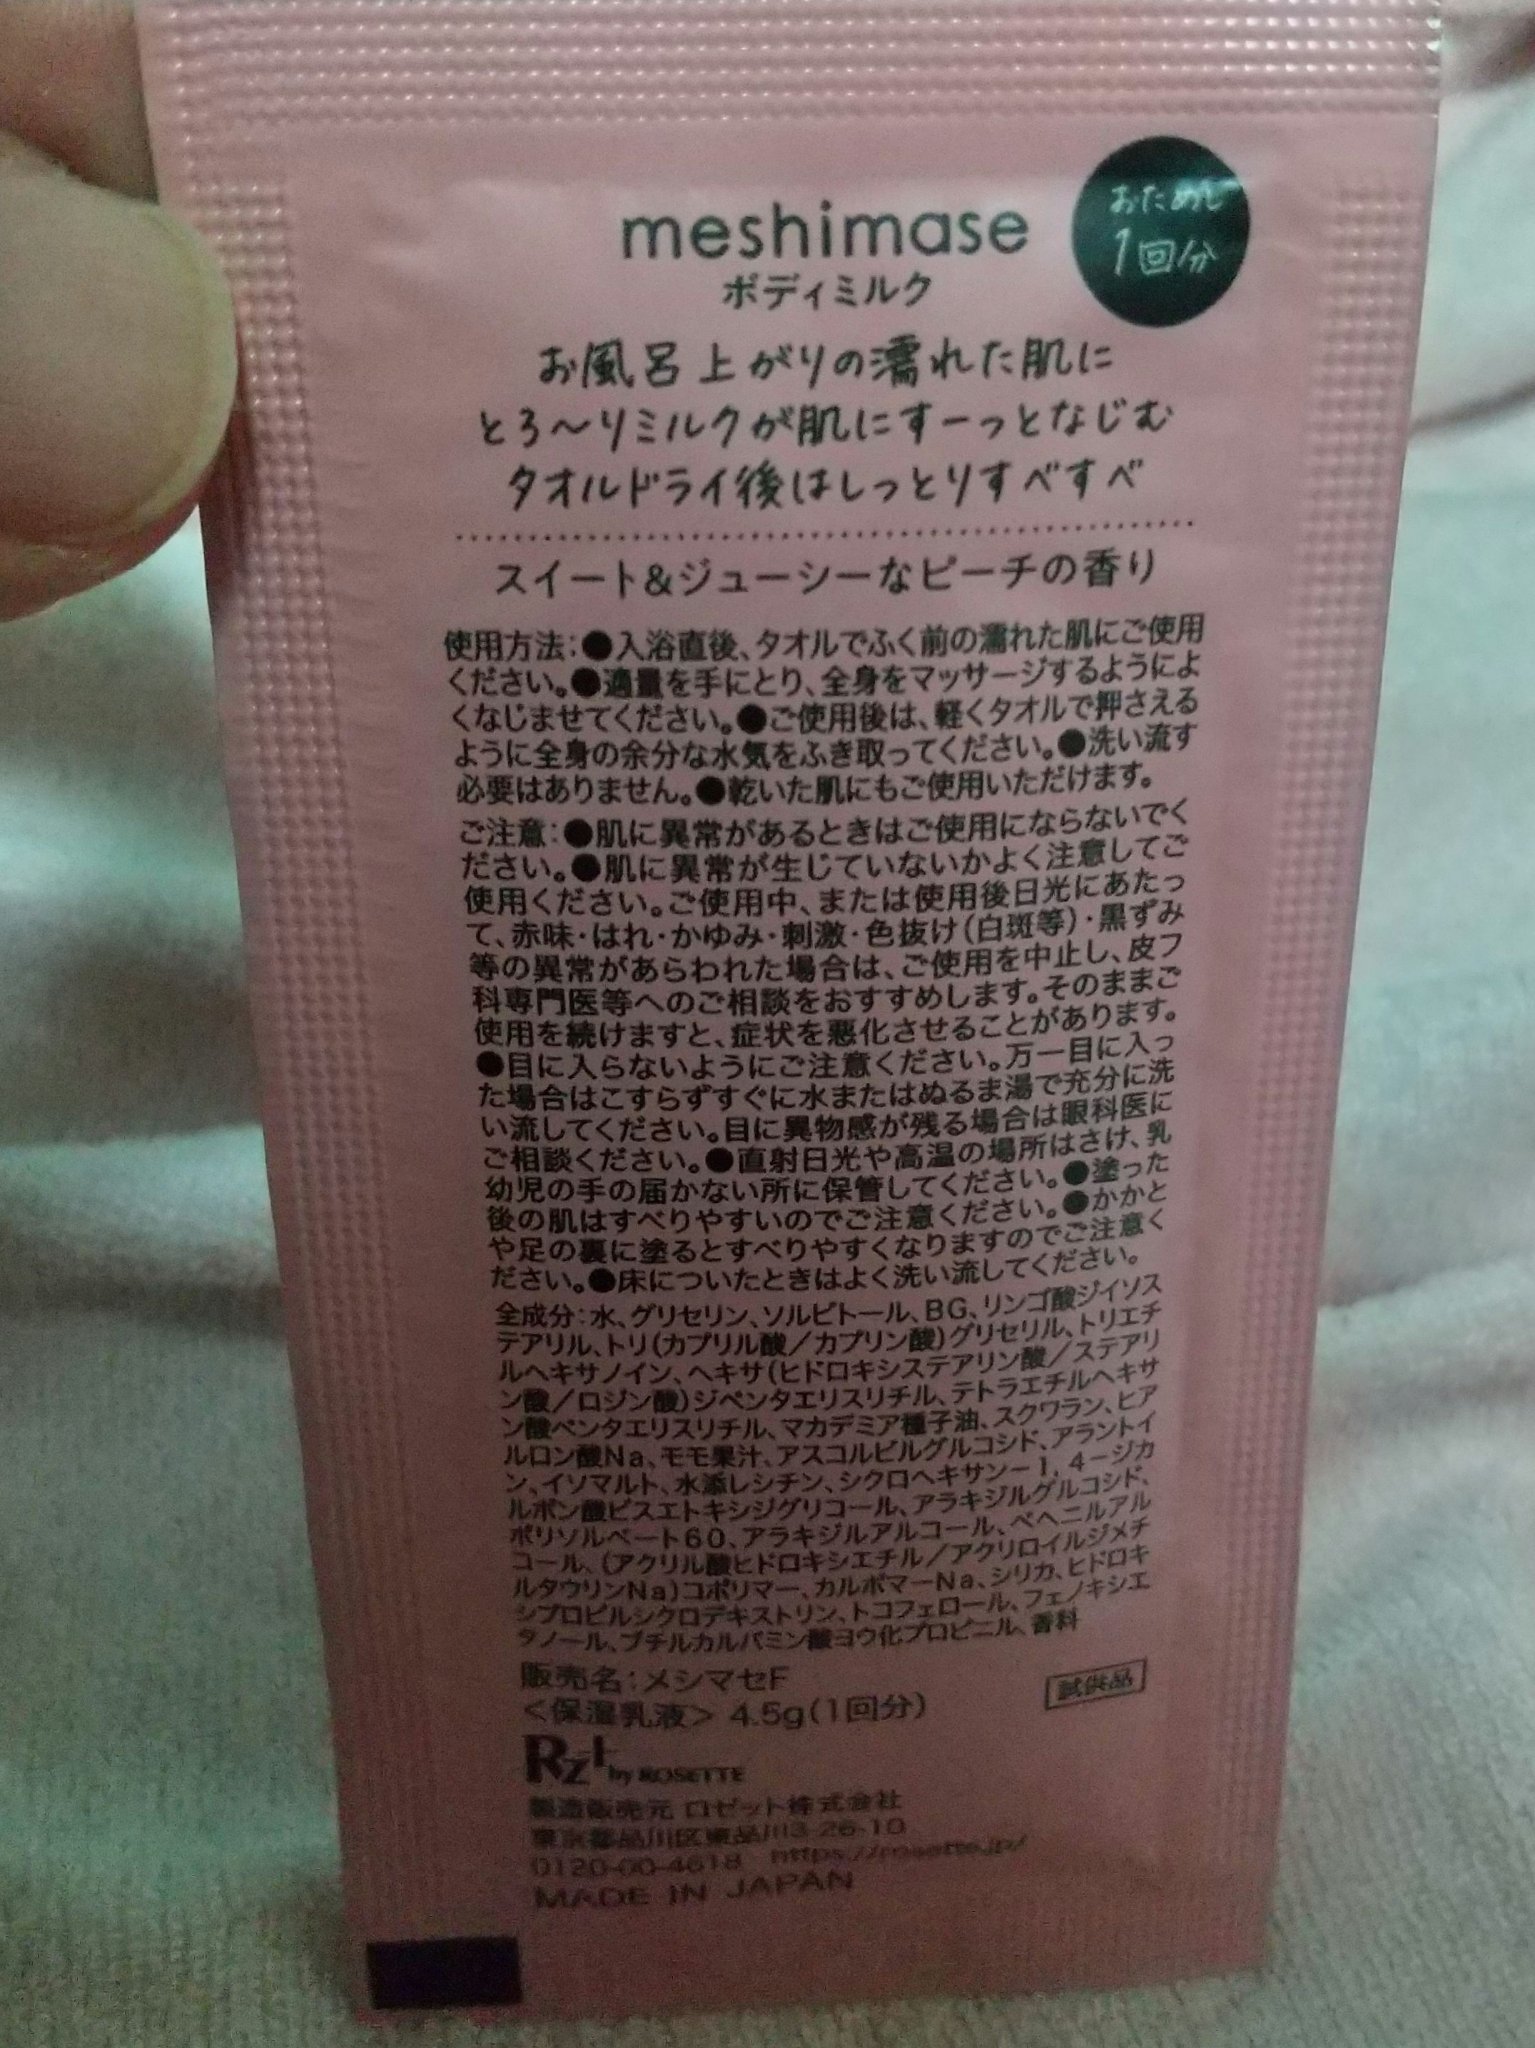 meshimase
おためし
1回分
ボディミルク
お風呂上がりの濡れた肌に
とろ〜りミルクが肌にすーっとなじむ
タオルドライ後はしっとりすべすべ
スイート&ジューシーなピーチの香り
使用方法：●入浴直後、タオルでふく前の濡れた肌にご使用
ください。●適量を手にとり、全身をマッサージするようによ
くなじませてください。●ご使用後は、軽くタオルで押さえる
ように全身の余分な水気をふき取ってください。●洗い流す
必要はありません。●乾いた肌にもご使用いただけます。
ご注意：●肌に異常があるときはご使用にならないでく
ださい。●肌に異常が生じていないかよく注意してご
使用ください。ご使用中、または使用後日光にあたっ
て、赤味・はれ・かゆみ・刺激・色抜け(白斑等)・黒ずみ
等の異常があらわれた場合は、ご使用を中止し、皮フ
科専門医等へのご相談をおすすめします。そのままご
使用を続けますと、症状を悪化させることがあります。
●目に入らないようにご注意ください。万一目に入っ
た場合はこすらずすぐに水またはぬるま湯で充分に洗
い流してください。目に異物感が残る場合は眼科医に
ご相談ください。●直射日光や高温の場所はさけ、乳
幼児の手の届かない所に保管してください。●塗った
後の肌はすべりやすいのでご注意ください。●かかと
や足の裏に塗るとすべりやすくなりますのでご注意く
ださい。●床についたときはよく洗い流してください。
全成分：水、グリセリン、ソルビトール、BG、リンゴ酸ジイソス
テアリル、トリ(カプリル酸／カプリン酸)グリセリル、トリエチ
ルヘキサノイン、ヘキサ(ヒドロキシステアリン酸／ステアリ
ン酸／ロジン酸)ジペンタエリスリチル、テトラエチルヘキサ
ン酸ペンタエリスリチル、マカデミア種子油、スクワラン、ヒア
ルロン酸Na、モモ果汁、アスコルビルグルコシド、アラントイ
ン、イソマルト、水添レシチン、シクロヘキサン－1，4－ジカ
ルボン酸ビスエトキシジグリコール、アラキジルグルコシド、
ポリソルベート60、アラキジルアルコール、ベヘニルアル
コール、(アクリル酸ヒドロキシエチル／アクリロイルジメチ
ルタウリンNa)コポリマー、カルボマーNa、シリカ、ヒドロキ
シプロピルシクロデキストリン、トコフェロール、フェノキシエ
タノール、ブチルカルバミン酸ヨウ化プロピニル、香料
販売名：メシマセF
＜保湿乳液＞ 4.5g(1回分)
試供品
Rz+ by ROSETTE
製造販売元 ロゼット株式会社
東京都品川区東品川3-26-10
0120-00-4618 https://rosette.jp/
MADE IN JAPAN